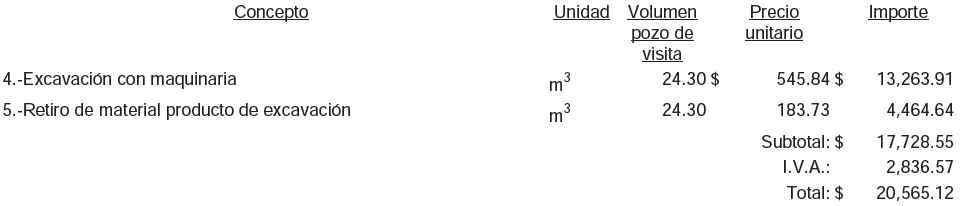 Concepto Unidad Volumen Precio Importe
pozo de unitario
visita
4.-Excavación con maquinaria m3 24.30 $ 545.84 $ 13,263.91
5.-Retiro de material producto de excavación m3 24.30 183.73 4,464.64
Subtotal: $ 17,728.55
I.V.A.: 2,836.57
Total: $ 20,565.12